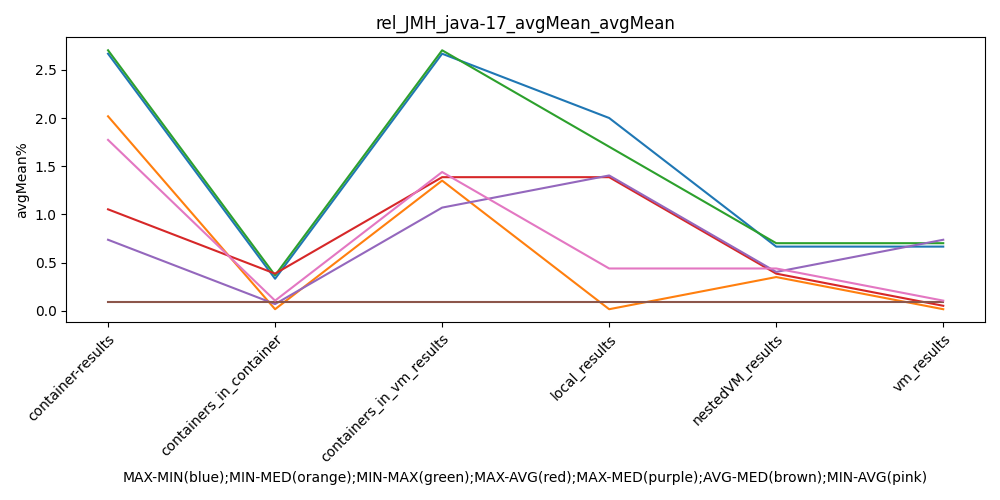 rel_JMH_java-17_avgMean_avgMean
avgMean%
2.5
2.0
1.5
1.0
0.5
0.0
container-results
containers_in_container
containers_in_vm_results
local_results
nestedVM_results
vm_results
MAX-MIN(blue);MIN-MED(orange);MIN-MAX(green);MAX-AVG(red);MAX-MED(purple);AVG-MED(brown);MIN-AVG(pink)